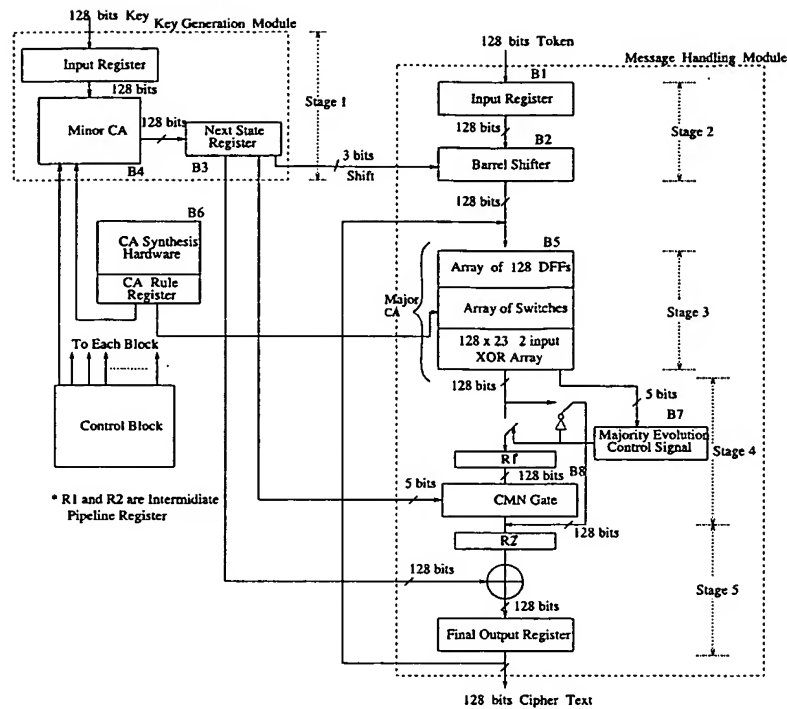 128 bits Key
Key Generation Module
Input Register
128 bits
Minor CA
128 bits
Next State
Register
B4
B3
Stage 1
3 bits
Shift
128 bits Token
Message Handling Module
B1
Input Register
128 bits
B2
Barrel Shifter
128 bits
Stage 2
B6
CA Synthesis
Hardware
CA Rule
Register
Major
CA
B5
Array of 128 DFFs
Array of Switches
128 x 23 2 input
XOR Array
128 bits
Stage 3
To Each Block
Control Block
5 bits
B7
Majority Evolution
Control Signal
Stage 4
R1
128 bits
B8
5 bits
CMN Gate
128 bits
* R1 and R2 are Intermidiate
Pipeline Register
R2
128 bits
128 bits
Stage 5
Final Output Register
128 bits Cipher Text